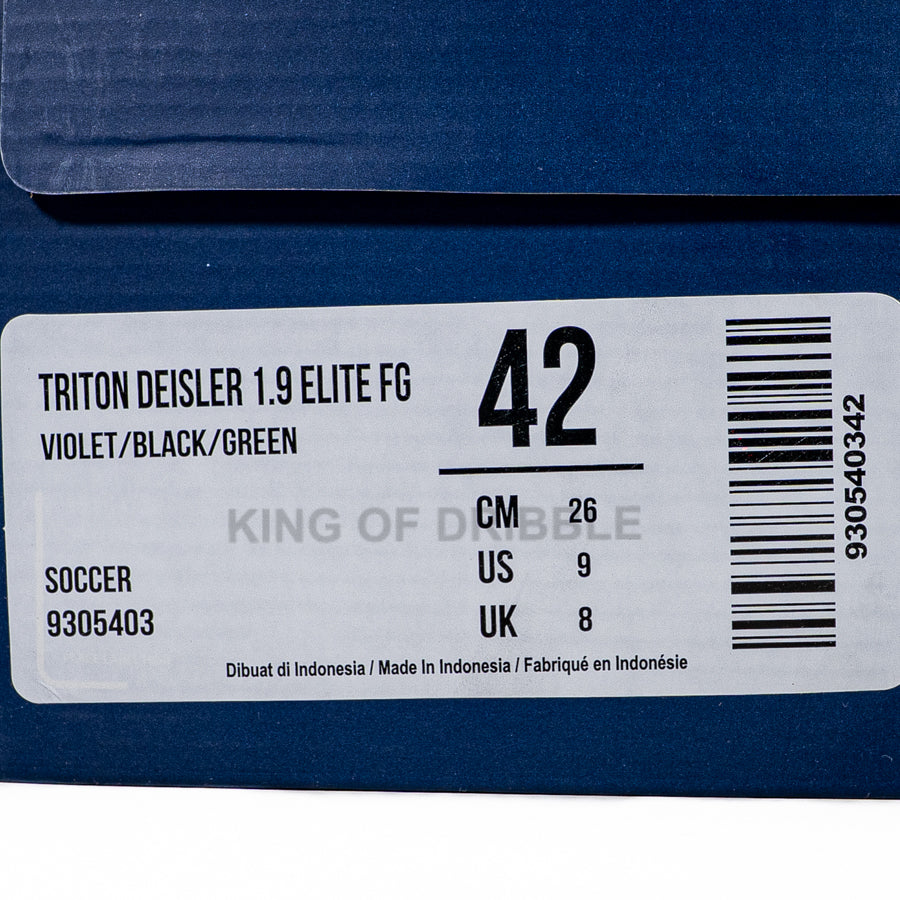 TRITON DEISLER 1.9 ELITE FG
VIOLET/BLACK/GREEN
SOCCER
9305403
42
CM 26
US 9
UK 8
KING OF DRIBBLE
Dibuat di Indonesia / Made In Indonesia / Fabriqué en Indonésie
930540342